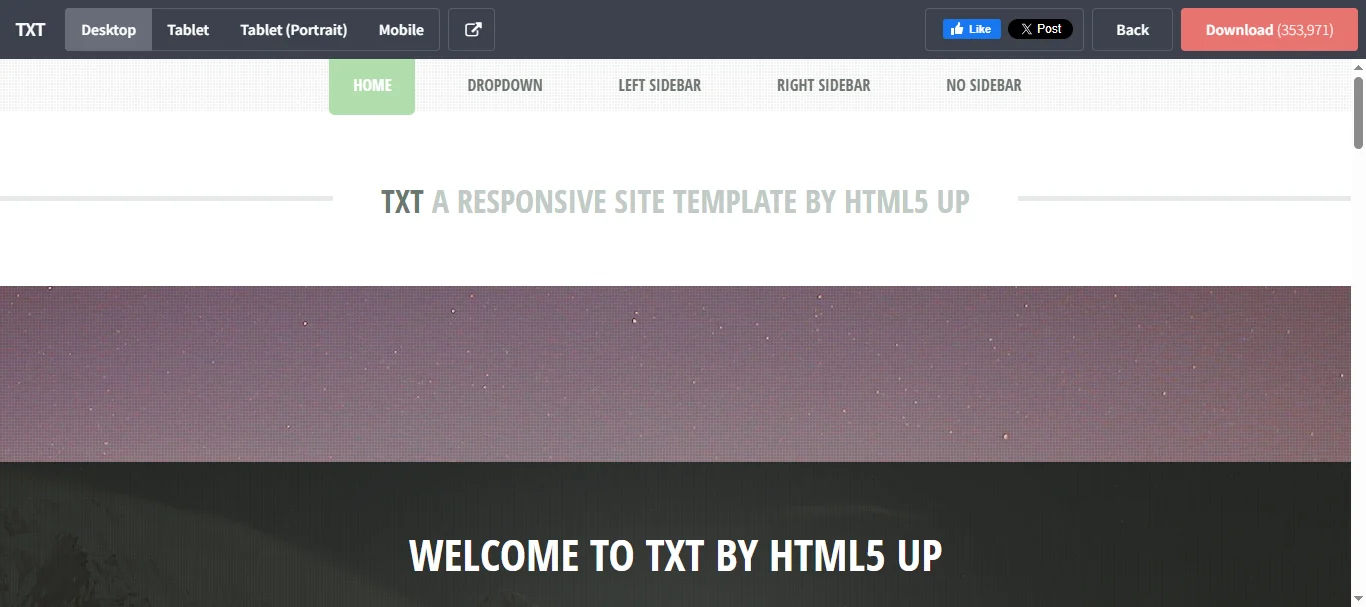 TXT Desktop Tablet Tablet (Portrait) Mobile Like Post Back Download (353,971)
HOME DROPDOWN LEFT SIDEBAR RIGHT SIDEBAR NO SIDEBAR
TXT A RESPONSIVE SITE TEMPLATE BY HTML5 UP
WELCOME TO TXT BY HTML5 UP